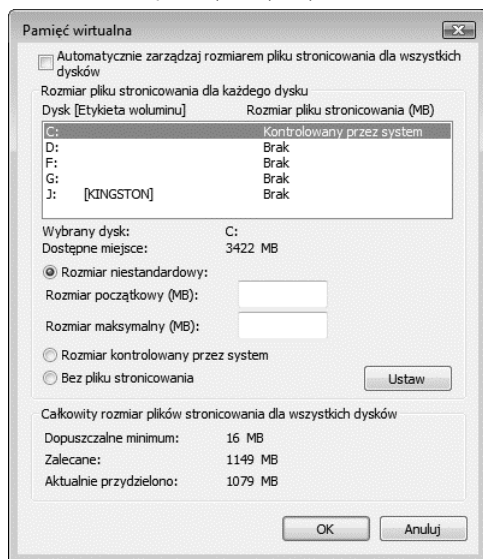 Pamięć wirtualna
Automatycznie zarządzaj rozmiarem pliku stronicowania dla wszystkich
dysków
Rozmiar pliku stronicowania dla każdego dysku
Dysk [Etykieta woluminu] Rozmiar pliku stronicowania (MB)
C: Kontrolowany przez system
D: Brak
F: Brak
G: Brak
J: [KINGSTON] Brak
Wybrany dysk: C:
Dostępne miejsce: 3422 MB
Rozmiar niestandardowy:
Rozmiar początkowy (MB):
Rozmiar maksymalny (MB):
Rozmiar kontrolowany przez system
Bez pliku stronicowania
Ustaw
Całkowity rozmiar plików stronicowania dla wszystkich dysków
Dopuszczalne minimum: 16 MB
Zalecane: 1149 MB
Aktualnie przydzielono: 1079 MB
OK Anuluj